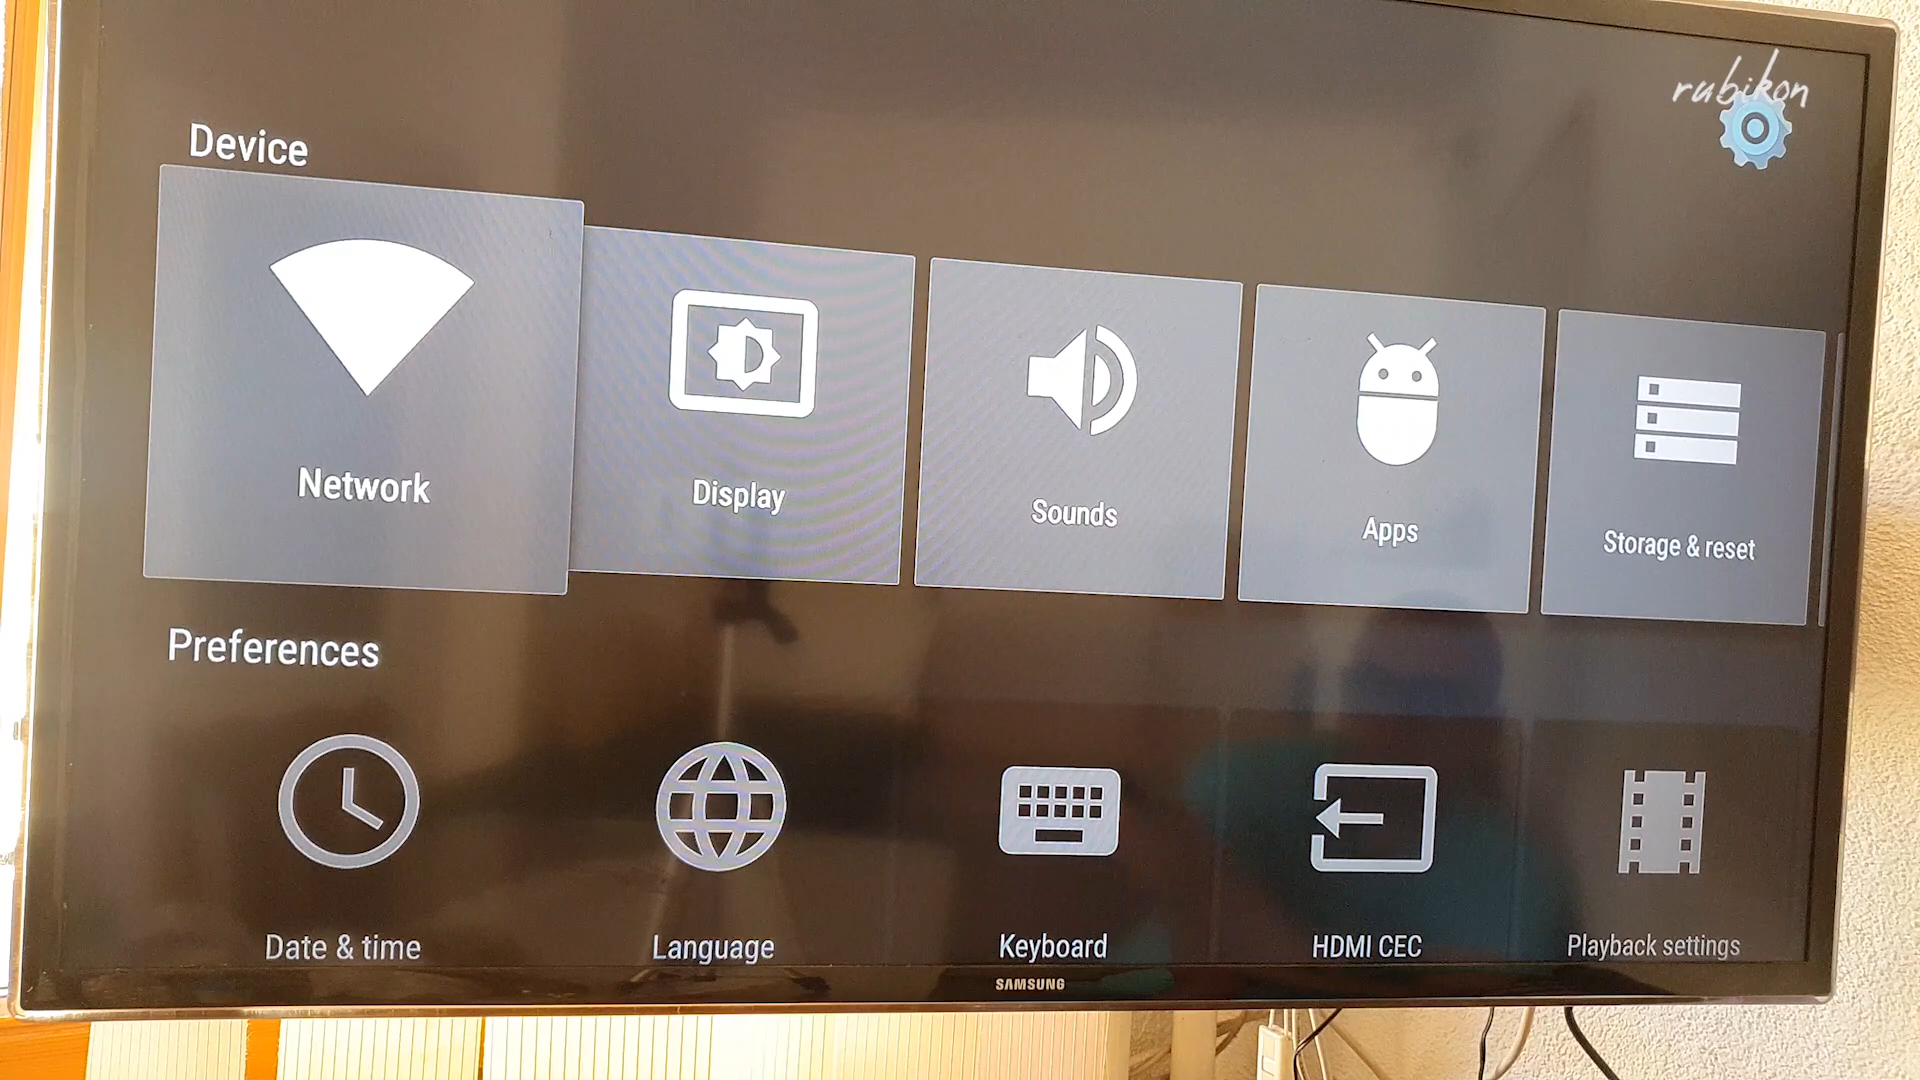 rubikon
Device
Network
Display
Sounds
Apps
Storage & reset
Preferences
Date & time
Language
Keyboard
HDMI CEC
Playback settings
SAMSUNG